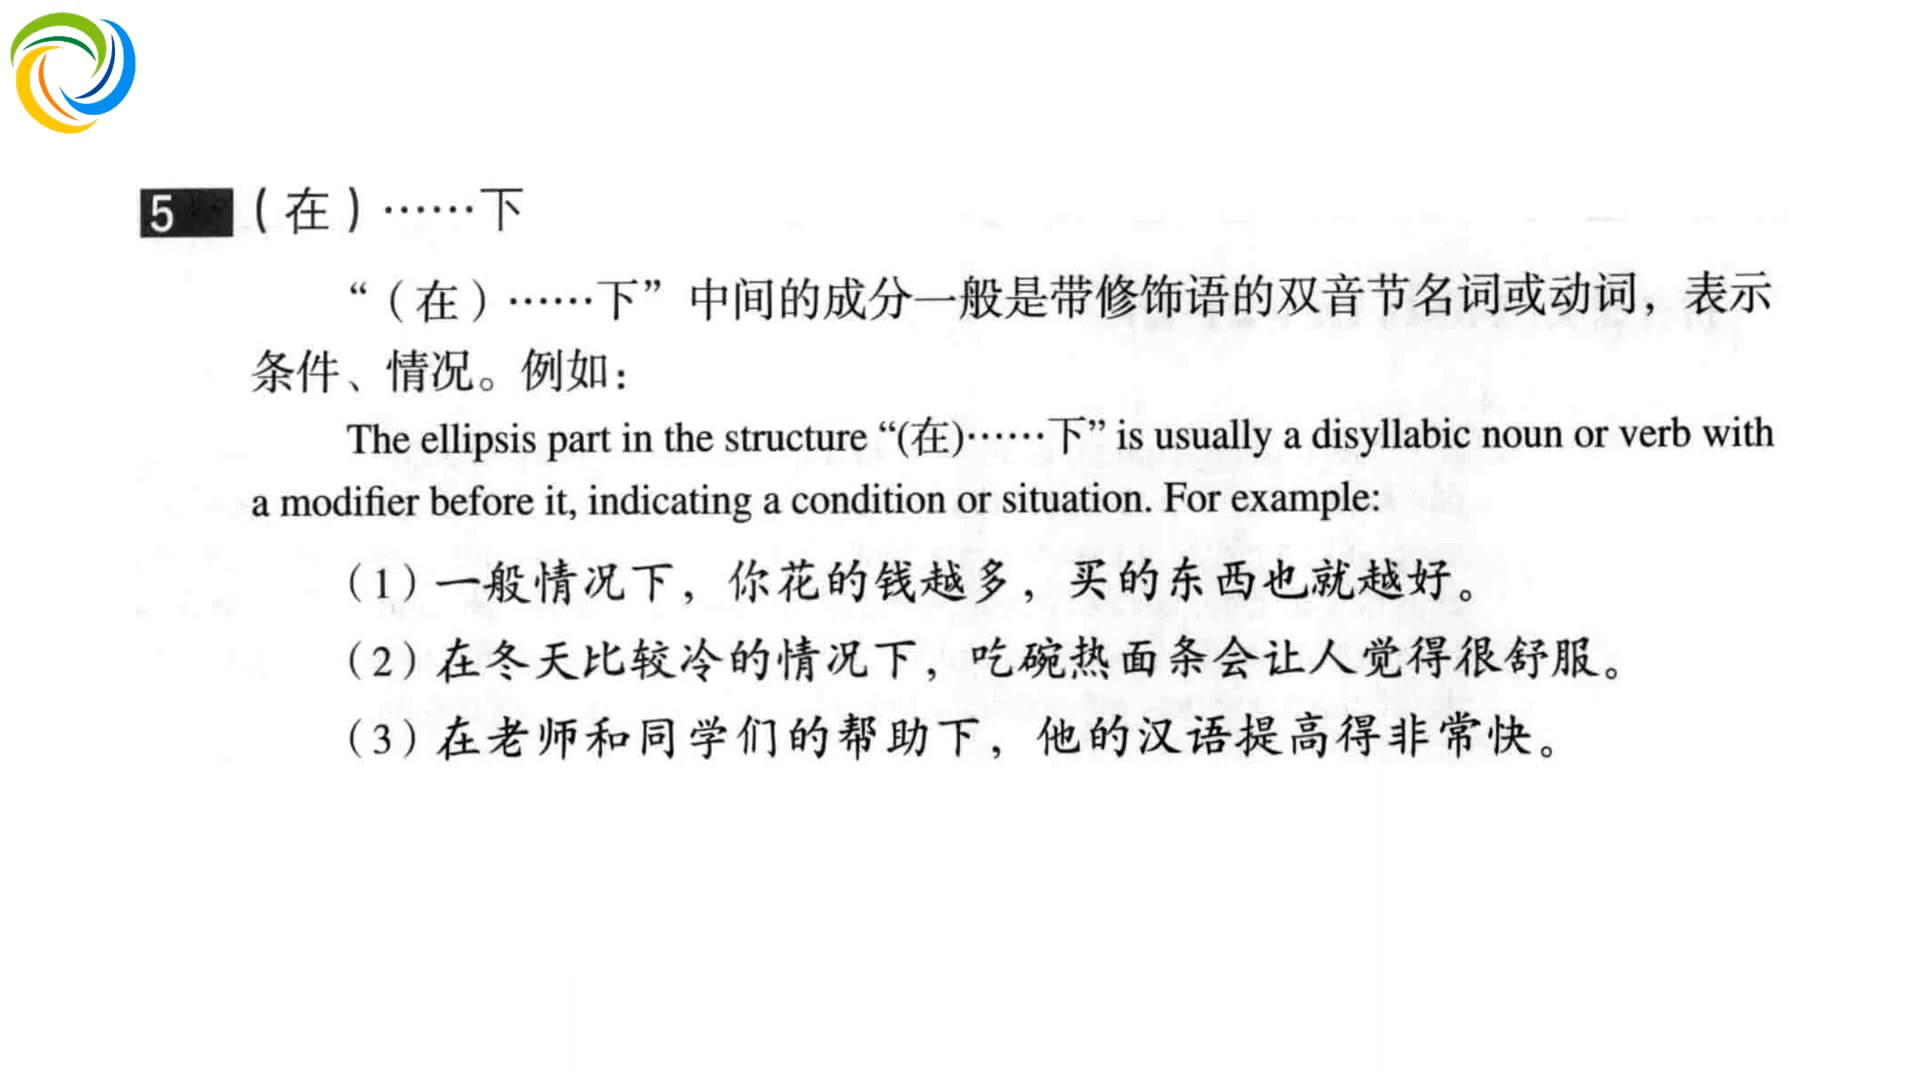 5 （在）……下
“（在）……下”中间的成分一般是带修饰语的双音节名词或动词，表示
条件、情况。例如：
The ellipsis part in the structure “(在)……下” is usually a disyllabic noun or verb with
a modifier before it, indicating a condition or situation. For example:
（1）一般情况下，你花的钱越多，买的东西也就越好。
（2）在冬天比较冷的情况下，吃碗热面条会让人觉得很舒服。
（3）在老师和同学们的帮助下，他的汉语提高得非常快。